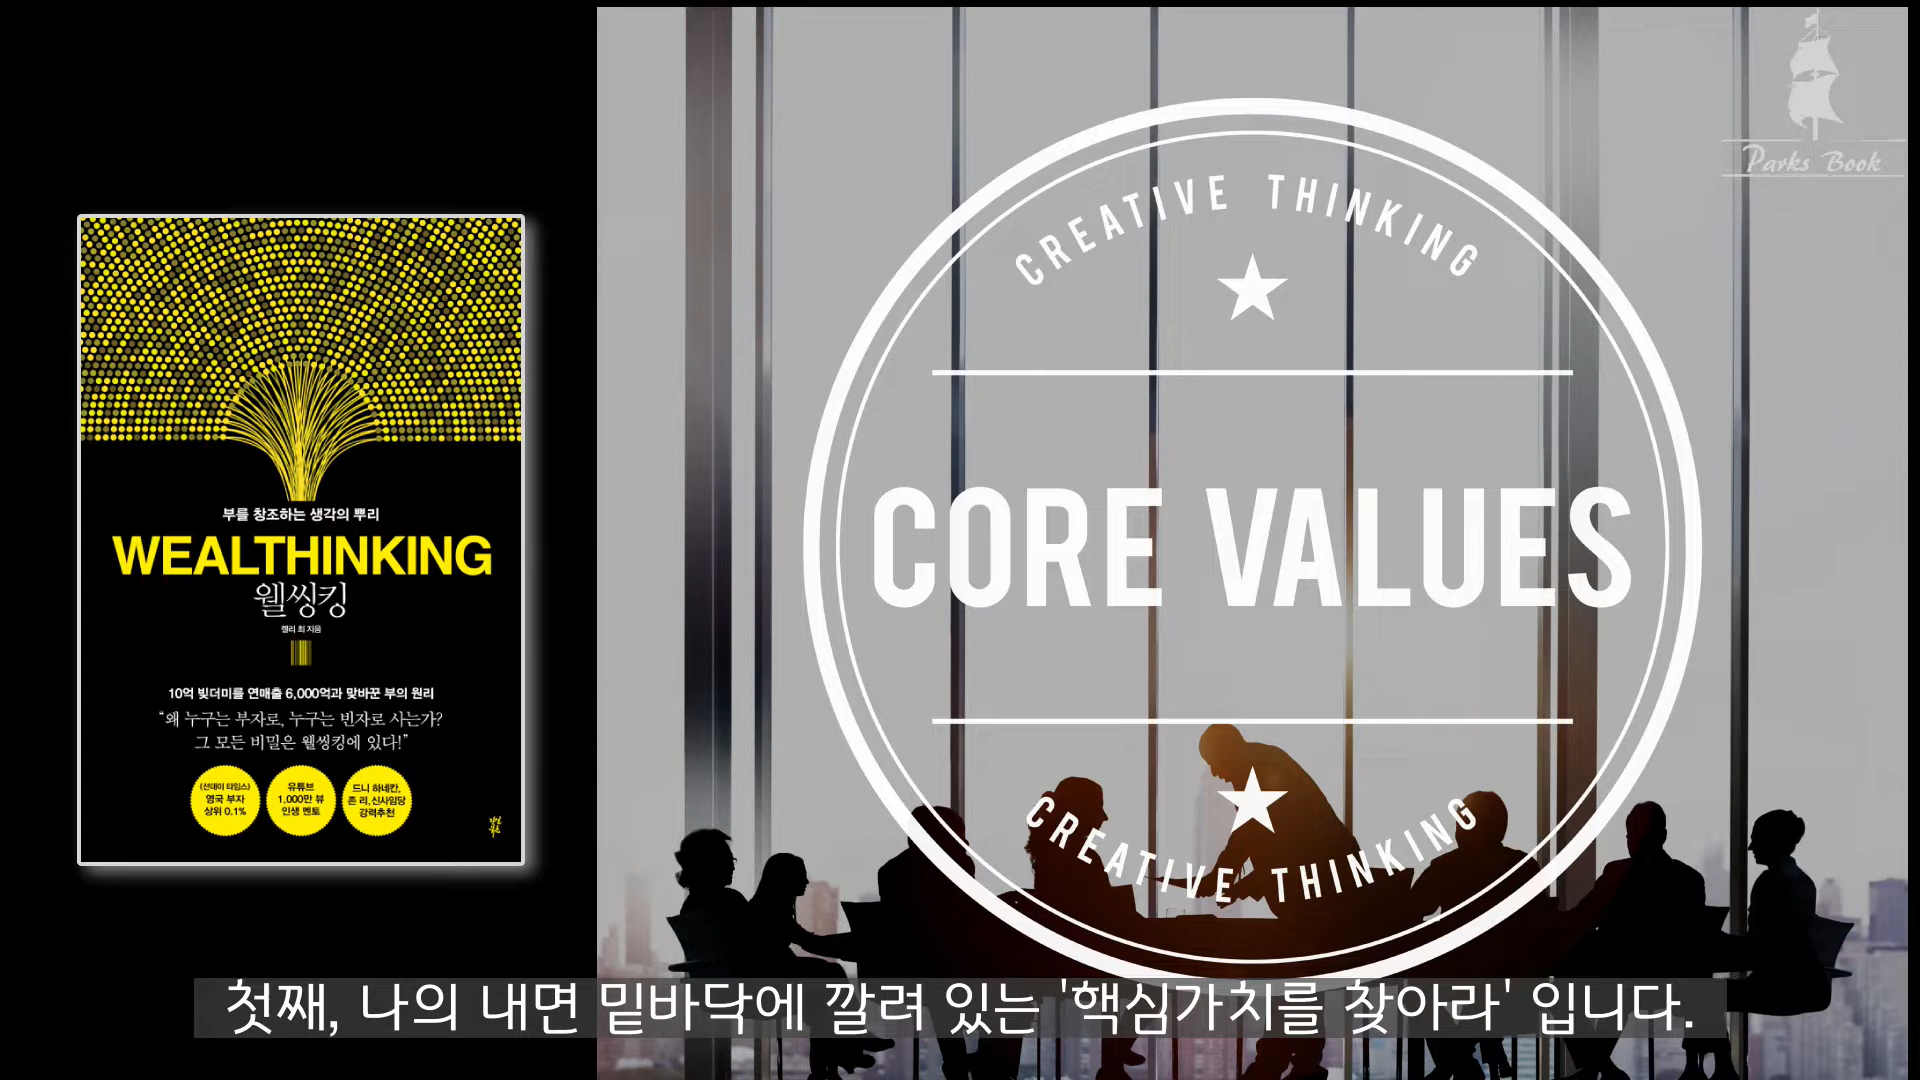 부를 창조하는 생각의 뿌리
WEALTHINKING
웰씽킹
켈리 최 지음
10억 빚더미를 연매출 6,000억과 맞바꾼 부의 원리
“왜 누구는 부자로, 누구는 빈자로 사는가?
그 모든 비밀은 웰씽킹에 있다!”
〈선데이 타임스〉
영국 부자
상위 0.1%
유튜브
1,000만 뷰
인생 멘토
드니 하네칸,
존 리, 신사임당
강력추천
CREATIVE THINKING
CORE VALUES
CREATIVE THINKING
Parks Book
첫째, 나의 내면 밑바닥에 깔려 있는 '핵심가치를 찾아라' 입니다.